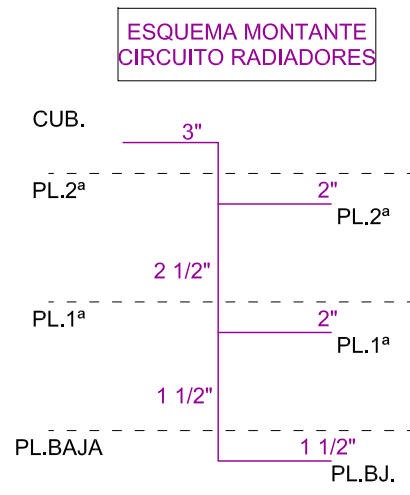 ESQUEMA MONTANTE
CIRCUITO RADIADORES
CUB.
3"
PL.2ª
2"
PL.2ª
2 1/2"
PL.1ª
2"
PL.1ª
1 1/2"
PL.BAJA
1 1/2"
PL.BJ.